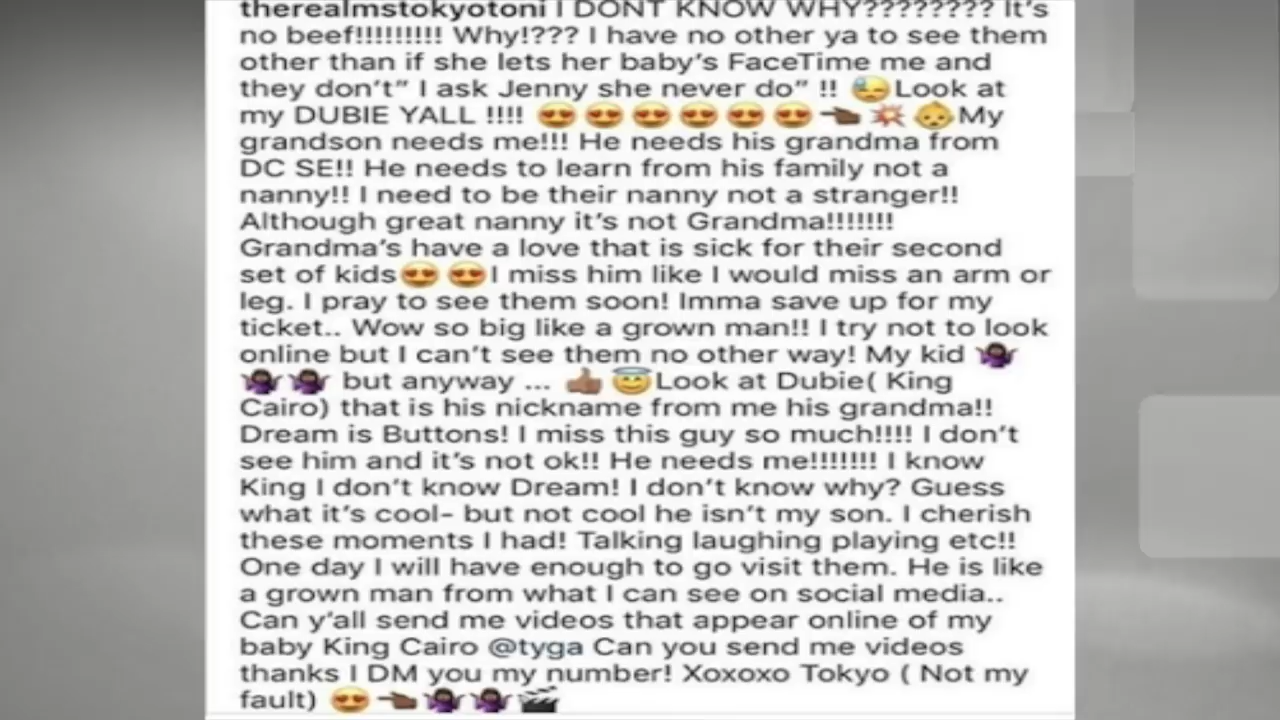 therealmstokyotoni I DONT KNOW WHY???????? It's
no beef!!!!!!!!! Why!??? I have no other ya to see them
other than if she lets her baby's FaceTime me and
they don't" I ask Jenny she never do" !! 😓Look at
my DUBIE YALL !!!! 😍😍😍😍😍😍👈🏾💥👶My
grandson needs me!!! He needs his grandma from
DC SE!! He needs to learn from his family not a
nanny!! I need to be their nanny not a stranger!!
Although great nanny it's not Grandma!!!!!!!
Grandma's have a love that is sick for their second
set of kids😍😍I miss him like I would miss an arm or
leg. I pray to see them soon! Imma save up for my
ticket.. Wow so big like a grown man!! I try not to look
online but I can't see them no other way! My kid 🤷🏾‍♀️
🤷🏾‍♀️🤷🏾‍♀️ but anyway ... 👍🏾😇Look at Dubie( King
Cairo) that is his nickname from me his grandma!!
Dream is Buttons! I miss this guy so much!!!! I don't
see him and it's not ok!! He needs me!!!!!!! I know
King I don't know Dream! I don't know why? Guess
what it's cool- but not cool he isn't my son. I cherish
these moments I had! Talking laughing playing etc!!
One day I will have enough to go visit them. He is like
a grown man from what I can see on social media..
Can y'all send me videos that appear online of my
baby King Cairo @tyga Can you send me videos
thanks I DM you my number! Xoxoxo Tokyo ( Not my
fault) 😍👈🏾🤷🏾‍♀️🤷🏾‍♀️🎬